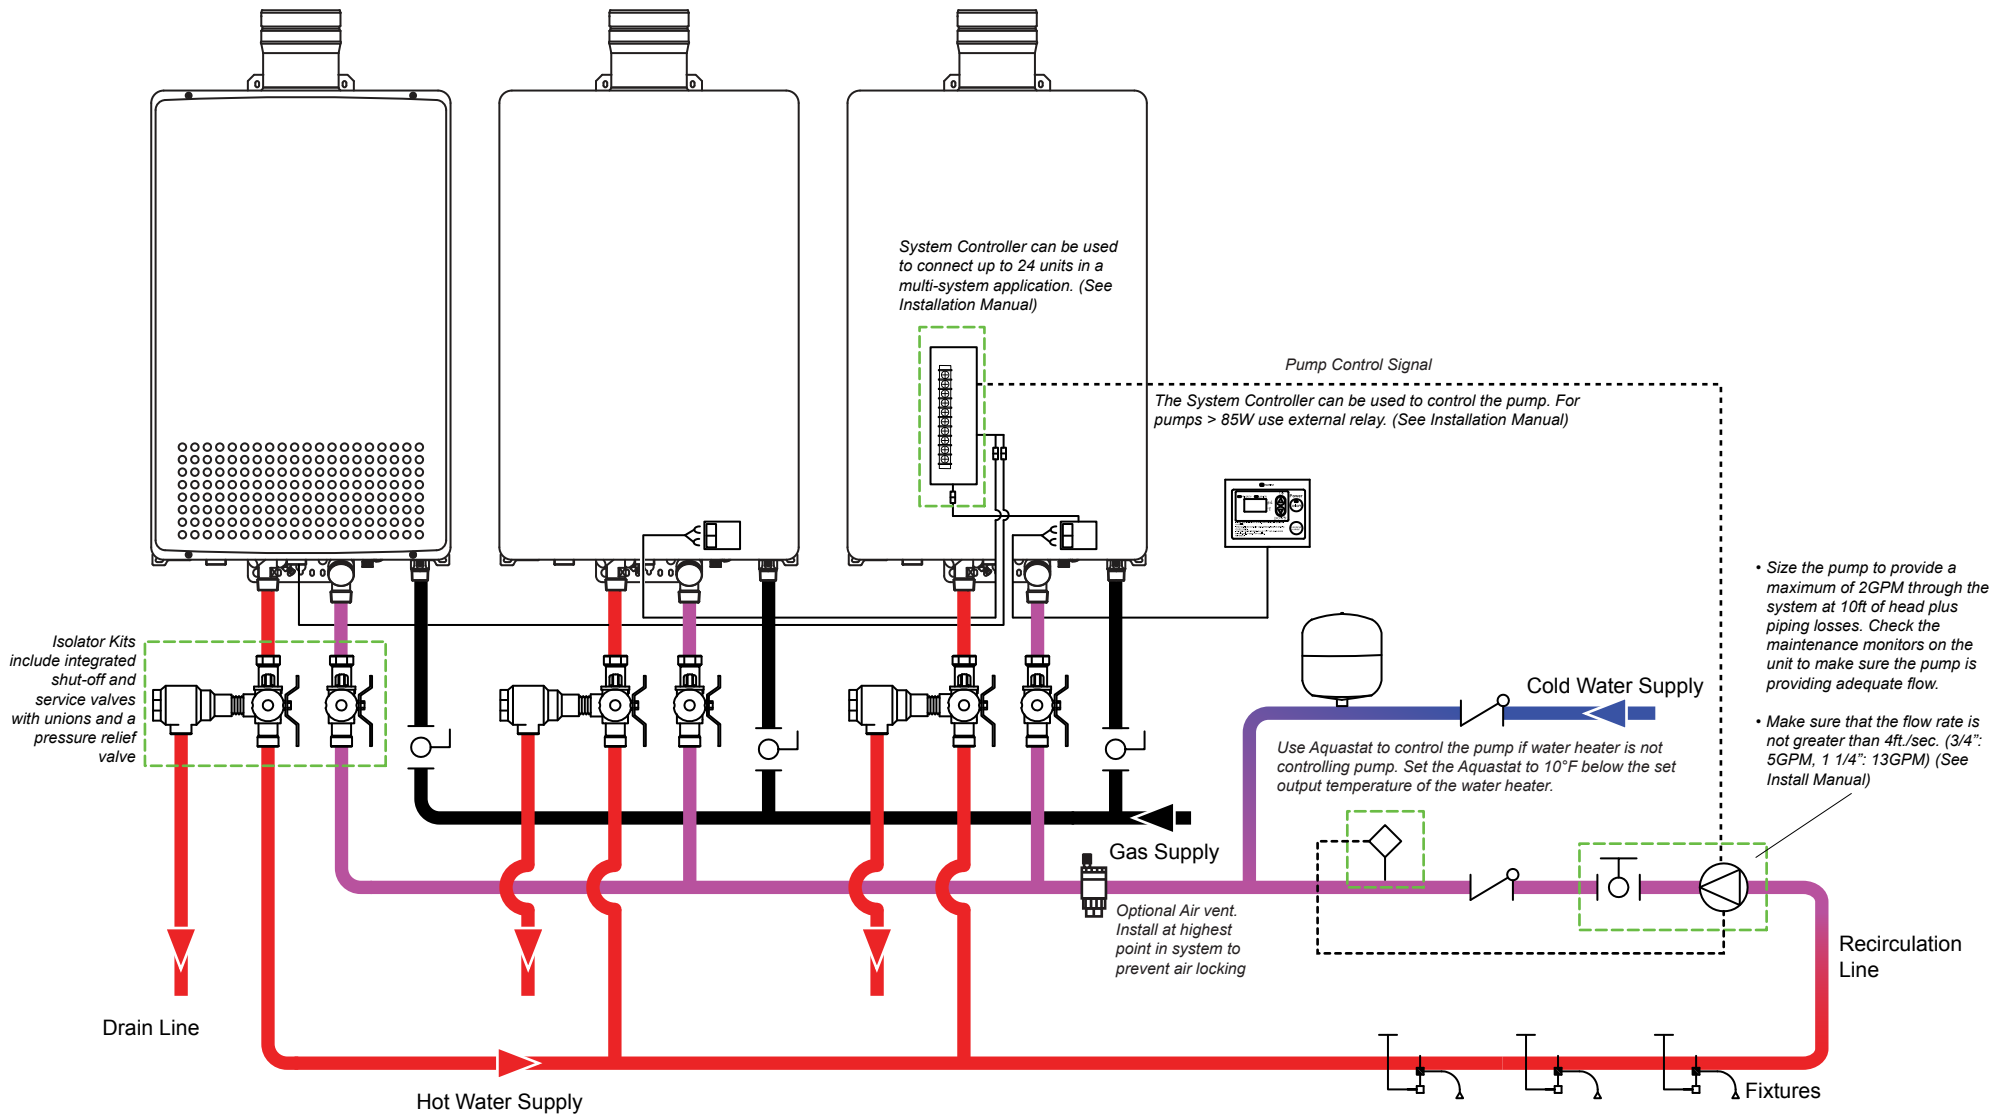 System Controller can be used
to connect up to 24 units in a
multi-system application. (See
Installation Manual)
Pump Control Signal
The System Controller can be used to control the pump. For
pumps > 85W use external relay. (See Installation Manual)
• Size the pump to provide a
maximum of 2GPM through the
system at 10ft of head plus
piping losses. Check the
maintenance monitors on the
unit to make sure the pump is
providing adequate flow.
• Make sure that the flow rate is
not greater than 4ft./sec. (3/4”:
5GPM, 1 1/4”: 13GPM) (See
Install Manual)
Isolator Kits
include integrated
shut-off and
service valves
with unions and a
pressure relief
valve
Cold Water Supply
Use Aquastat to control the pump if water heater is not
controlling pump. Set the Aquastat to 10°F below the set
output temperature of the water heater.
Gas Supply
Optional Air vent.
Install at highest
point in system to
prevent air locking
Recirculation
Line
Drain Line
Hot Water Supply
Fixtures